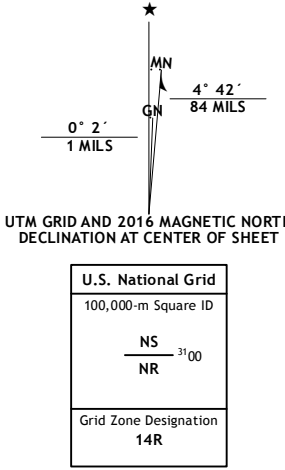 ★
MN
GN
4° 42´
84 MILS
0° 2´
1 MILS
UTM GRID AND 2016 MAGNETIC NORTH
DECLINATION AT CENTER OF SHEET
U.S. National Grid
100,000-m Square ID
NS
3100
NR
Grid Zone Designation
14R